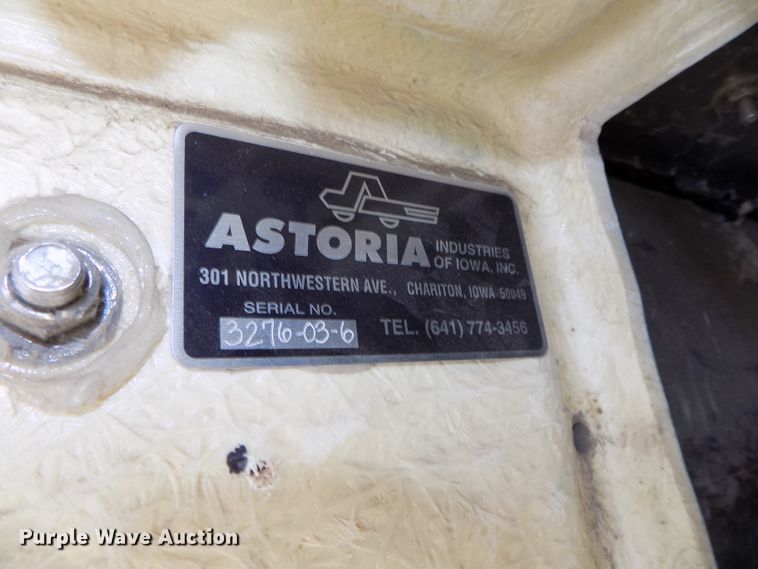 ASTORIA INDUSTRIES OF IOWA, INC.
301 NORTHWESTERN AVE., CHARITON, IOWA 50049
SERIAL NO.
3276-03-6 TEL. (641) 774-3456
Purple Wave Auction